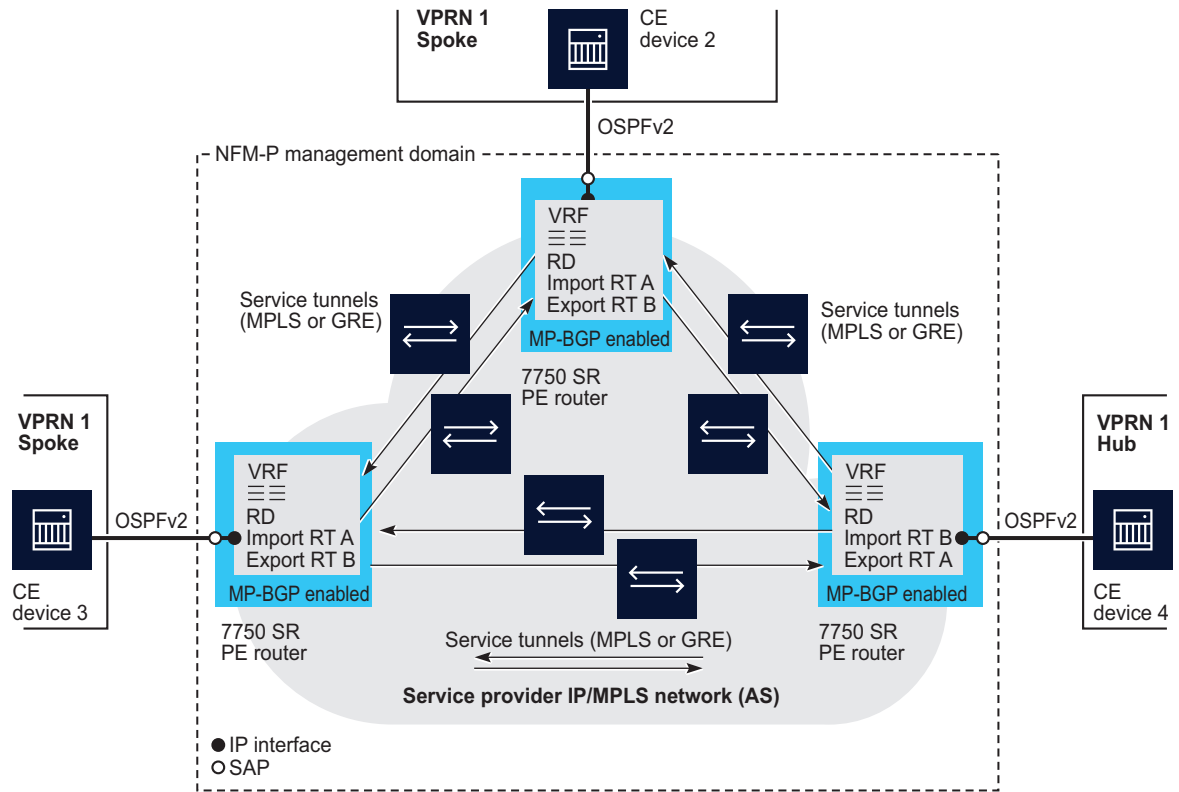 VPRN 1
Spoke
CE
device 2
OSPFv2
NFM-P management domain
VRF
RD
Import RT A
Export RT B
MP-BGP enabled
7750 SR
PE router
Service tunnels
(MPLS or GRE)
Service tunnels
(MPLS or GRE)
VPRN 1
Spoke
CE
device 3
OSPFv2
VRF
RD
Import RT A
Export RT B
MP-BGP enabled
7750 SR
PE router
VRF
RD
Import RT B
Export RT A
MP-BGP enabled
7750 SR
PE router
OSPFv2
VPRN 1
Hub
CE
device 4
Service tunnels (MPLS or GRE)
Service provider IP/MPLS network (AS)
IP interface
SAP